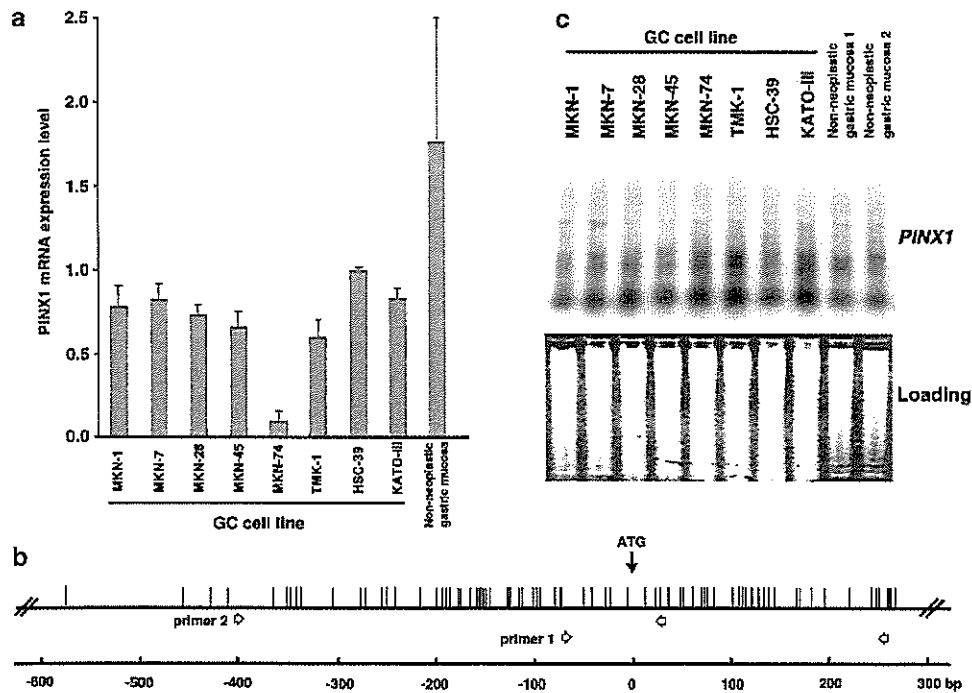 a
2.5
2.0
1.5
1.0
0.5
0.0
PINX1 mRNA expression level
MKN-1
MKN-7
MKN-28
MKN-45
MKN-74
TMK-1
HSC-39
KATO-III
Non-neoplastic
gastric mucosa
GC cell line
c
GC cell line
MKN-1
MKN-7
MKN-28
MKN-45
MKN-74
TMK-1
HSC-39
KATO-III
Non-neoplastic
gastric mucosa 1
Non-neoplastic
gastric mucosa 2
PINX1
Loading
b
ATG
primer 2
primer 1
-600 -500 -400 -300 -200 -100 0 100 200 300 bp